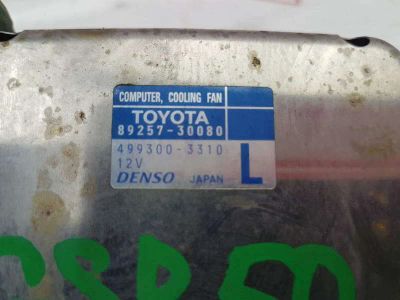 COMPUTER, COOLING FAN
TOYOTA
89257-30080
499300-3310
12V
L
DENSO JAPAN